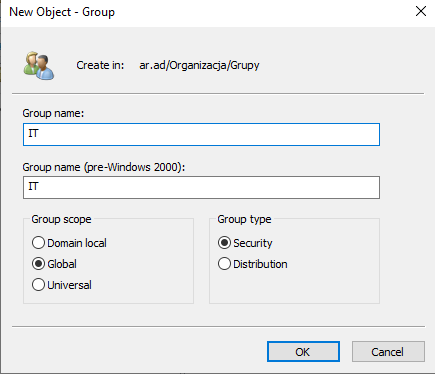 New Object - Group
Create in: ar.ad/Organizacja/Grupy
Group name:
IT
Group name (pre-Windows 2000):
IT
Group scope
Domain local
Global
Universal
Group type
Security
Distribution
OK
Cancel